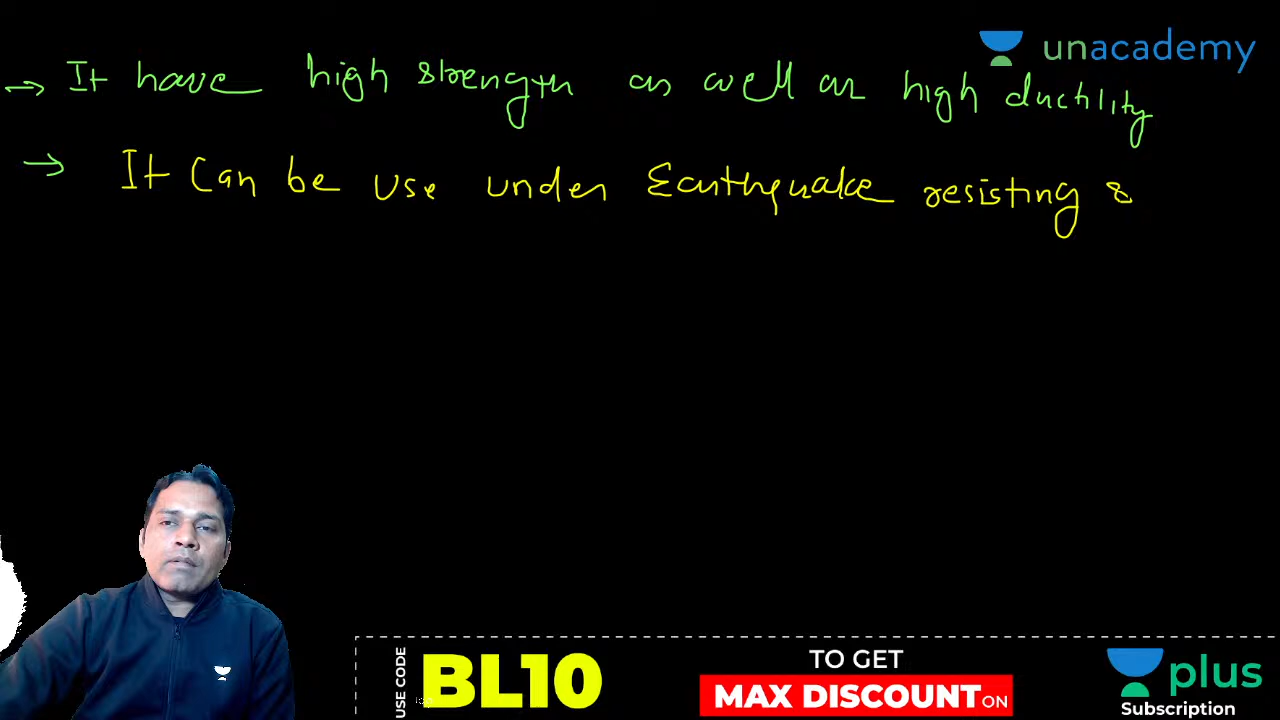 unacademy
→ It have high strength as well as high ductility
→ It can be use under Earthquake resisting &
USE CODE
BL10
TO GET
MAX DISCOUNT ON
plus
Subscription